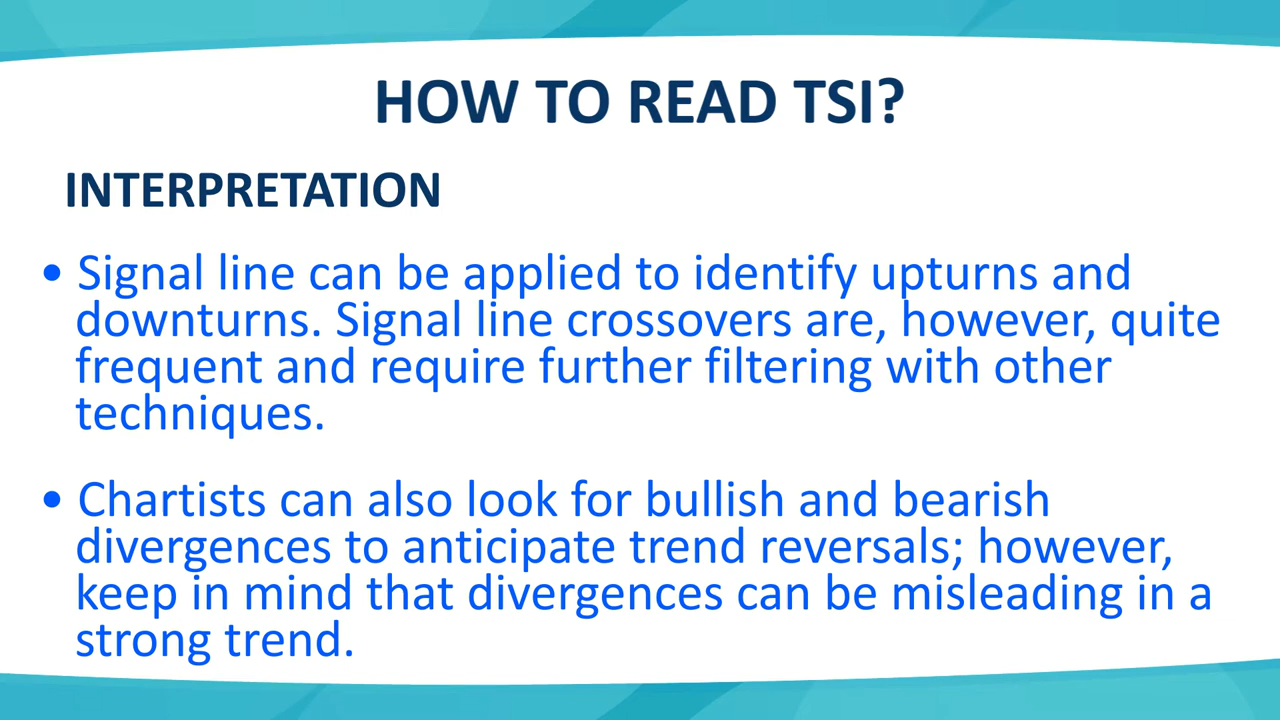 HOW TO READ TSI?
INTERPRETATION
• Signal line can be applied to identify upturns and
downturns. Signal line crossovers are, however, quite
frequent and require further filtering with other
techniques.
• Chartists can also look for bullish and bearish
divergences to anticipate trend reversals; however,
keep in mind that divergences can be misleading in a
strong trend.